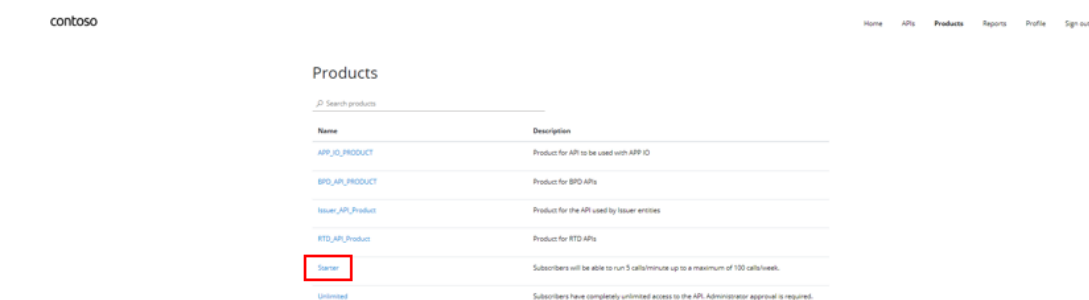 contoso
Home APIs Products Reports Profile Sign out
Products
Search products
Name Description
APP_IO_PRODUCT Product for API to be used with APP IO
BPD_API_PRODUCT Product for BPD APIs
Issuer_API_Product Product for the API used by Issuer entities
RTD_API_Product Product for RTD APIs
Starter Subscribers will be able to run 5 calls/minute up to a maximum of 100 calls/week.
Unlimited Subscribers have completely unlimited access to the API. Administrator approval is required.